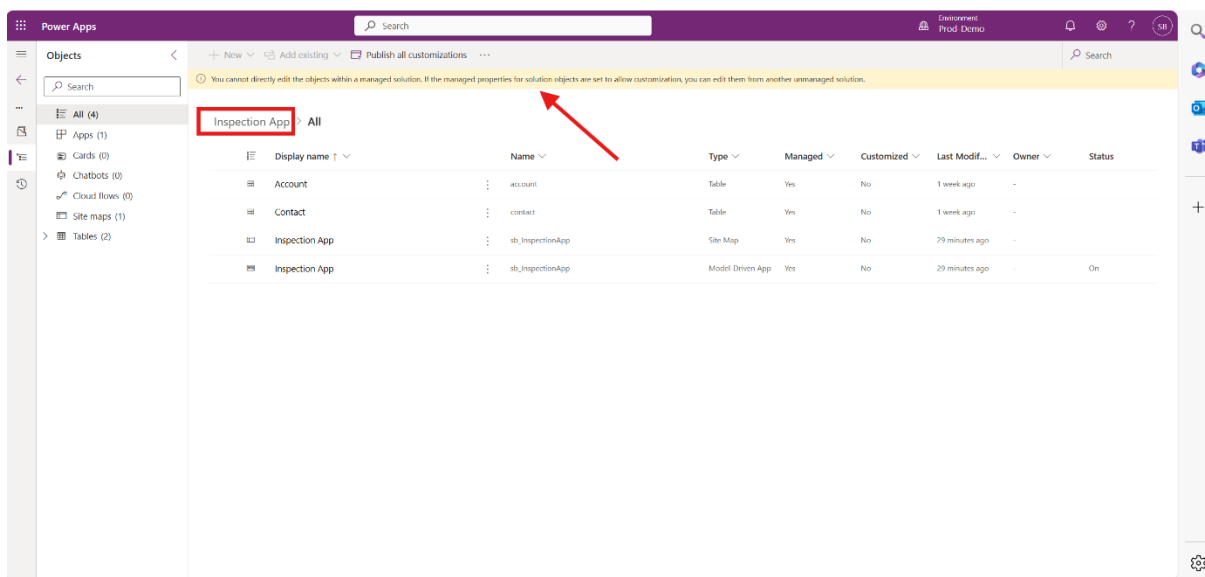 Power Apps
Search
Environment
Prod-Demo
?
SB
Objects
New
Add existing
Publish all customizations
...
Search
You cannot directly edit the objects within a managed solution. If the managed properties for solution objects are set to allow customization, you can edit them from another unmanaged solution.
Search
All (4)
Apps (1)
Cards (0)
Chatbots (0)
Cloud flows (0)
Site maps (1)
Tables (2)
Inspection App > All
Display name ↑ Name Type Managed Customized Last Modif... Owner Status
Account account Table Yes No 1 week ago -
Contact contact Table Yes No 1 week ago -
Inspection App sb_InspectionApp Site Map Yes No 29 minutes ago -
Inspection App sb_InspectionApp Model-Driven App Yes No 29 minutes ago - On